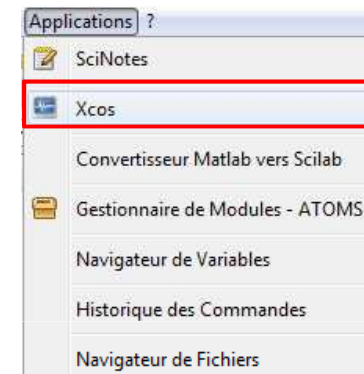 Applications ?
SciNotes
Xcos
Convertisseur Matlab vers Scilab
Gestionnaire de Modules - ATOMS
Navigateur de Variables
Historique des Commandes
Navigateur de Fichiers